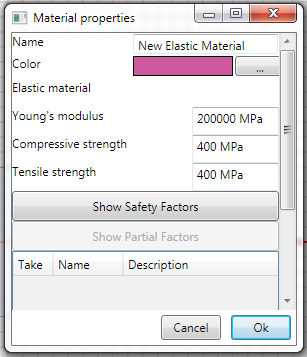 Material properties
Name New Elastic Material
Color ...
Elastic material
Young's modulus 200000 MPa
Compressive strength 400 MPa
Tensile strength 400 MPa
Show Safety Factors
Show Partial Factors
Take Name Description
Cancel Ok